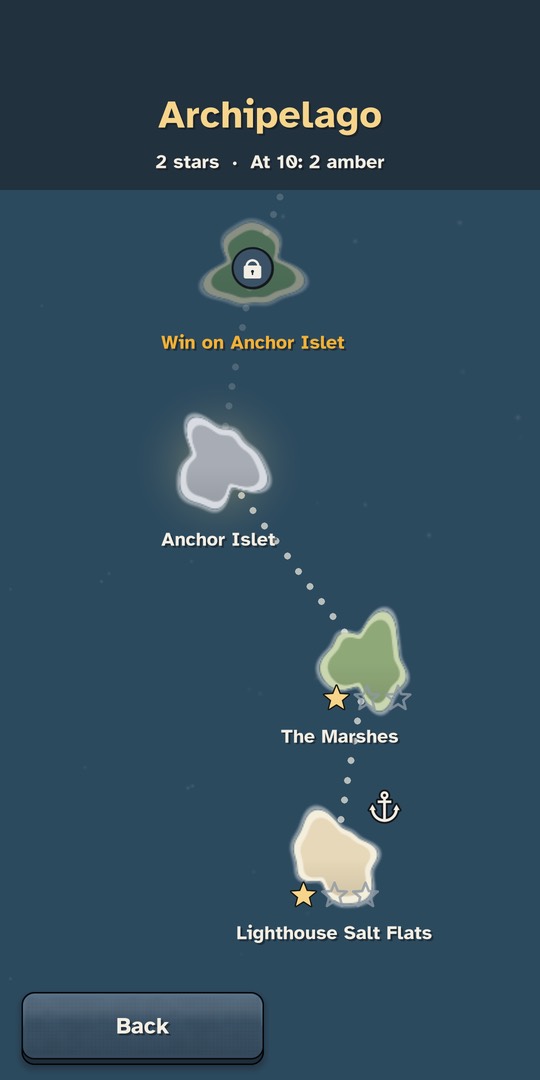 Archipelago
2 stars · At 10: 2 amber
Win on Anchor Islet
Anchor Islet
The Marshes
Lighthouse Salt Flats
Back